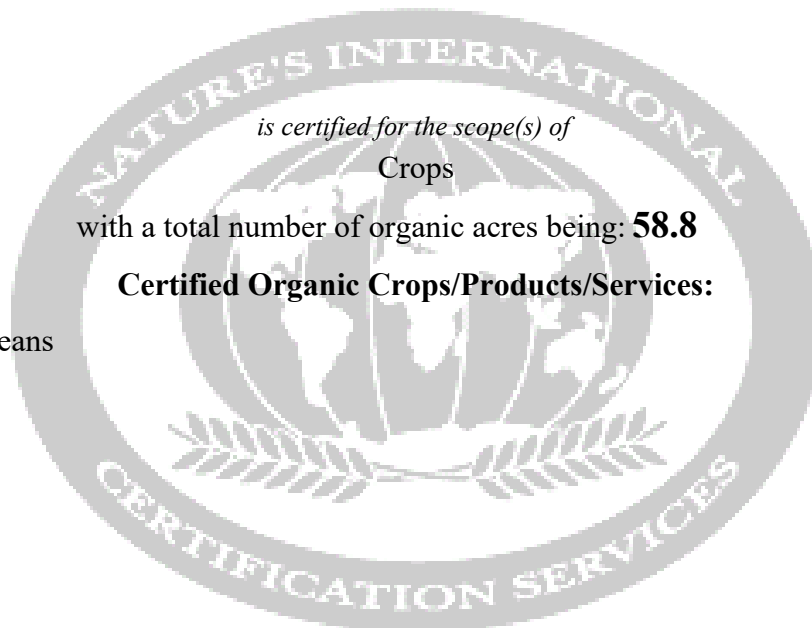 NATURE'S INTERNATIONAL
is certified for the scope(s) of
Crops
with a total number of organic acres being: 58.8
Certified Organic Crops/Products/Services:
eans
CERTIFICATION SERVICES